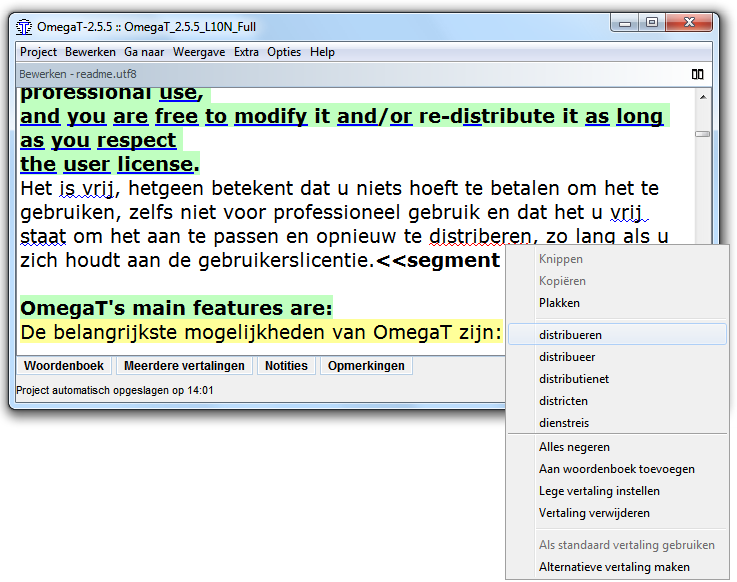 OmegaT-2.5.5 :: OmegaT_2.5.5_L10N_Full
Project Bewerken Ga naar Weergave Extra Opties Help
Bewerken - readme.utf8
professional use,
and you are free to modify it and/or re-distribute it as long
as you respect
the user license.
Het is vrij, hetgeen betekent dat u niets hoeft te betalen om het te
gebruiken, zelfs niet voor professioneel gebruik en dat het u vrij
staat om het aan te passen en opnieuw te distriberen, zo lang als u
zich houdt aan de gebruikerslicentie.<<segment
OmegaT's main features are:
De belangrijkste mogelijkheden van OmegaT zijn:
Woordenboek Meerdere vertalingen Notities Opmerkingen
Project automatisch opgeslagen op 14:01
Knippen
Kopiëren
Plakken
distribueren
distribueer
distributienet
districten
dienstreis
Alles negeren
Aan woordenboek toevoegen
Lege vertaling instellen
Vertaling verwijderen
Als standaard vertaling gebruiken
Alternatieve vertaling maken